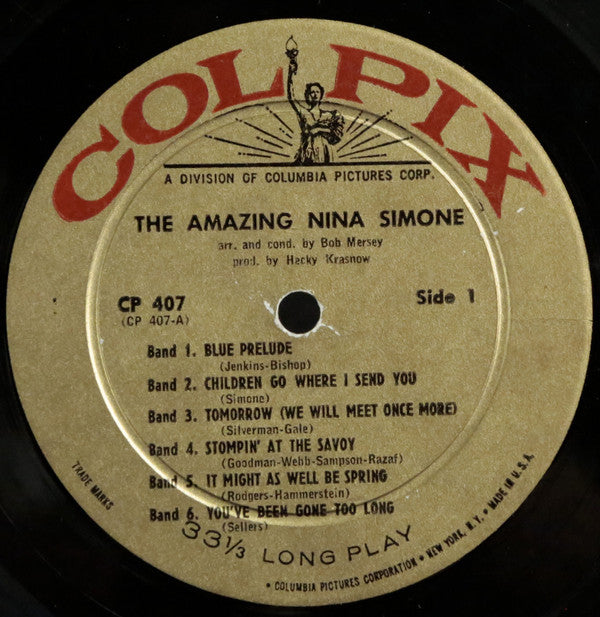 COLPIX
A DIVISION OF COLUMBIA PICTURES CORP.
THE AMAZING NINA SIMONE
arr. and cond. by Bob Mersey
prod. by Hecky Krasnow
CP 407
(CP 407-A)
Side 1
Band 1. BLUE PRELUDE
(Jenkins-Bishop)
Band 2. CHILDREN GO WHERE I SEND YOU
(Simone)
Band 3. TOMORROW (WE WILL MEET ONCE MORE)
(Silverman-Gale)
Band 4. STOMPIN' AT THE SAVOY
(Goodman-Webb-Sampson-Razaf)
Band 5. IT MIGHT AS WELL BE SPRING
(Rodgers-Hammerstein)
Band 6. YOU'VE BEEN GONE TOO LONG
(Sellers)
33⅓ LONG PLAY
TRADE MARKS
• COLUMBIA PICTURES CORPORATION • NEW YORK, N.Y. • MADE IN U.S.A.